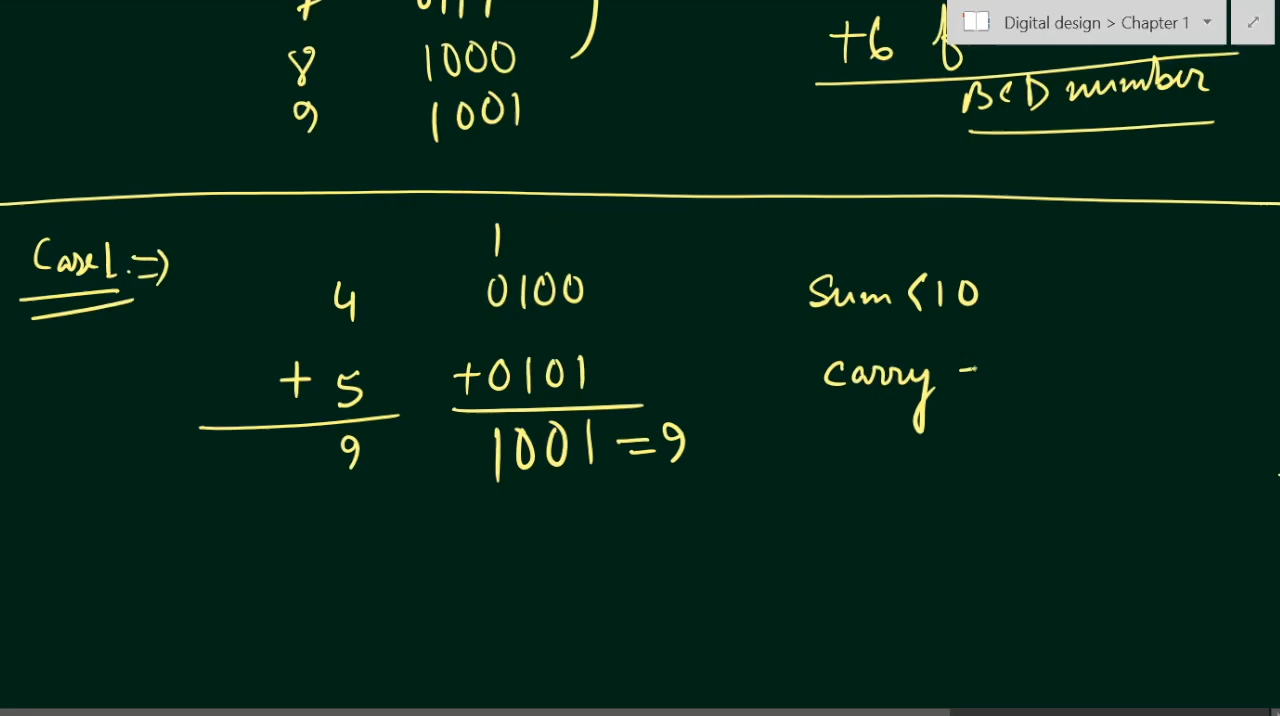 Digital design > Chapter 1
8 1000
+6
9 1001
BCD number
Case1.⇒
1
4 0100 Sum < 10
+ 5 +0101 carry -
9 1001 = 9